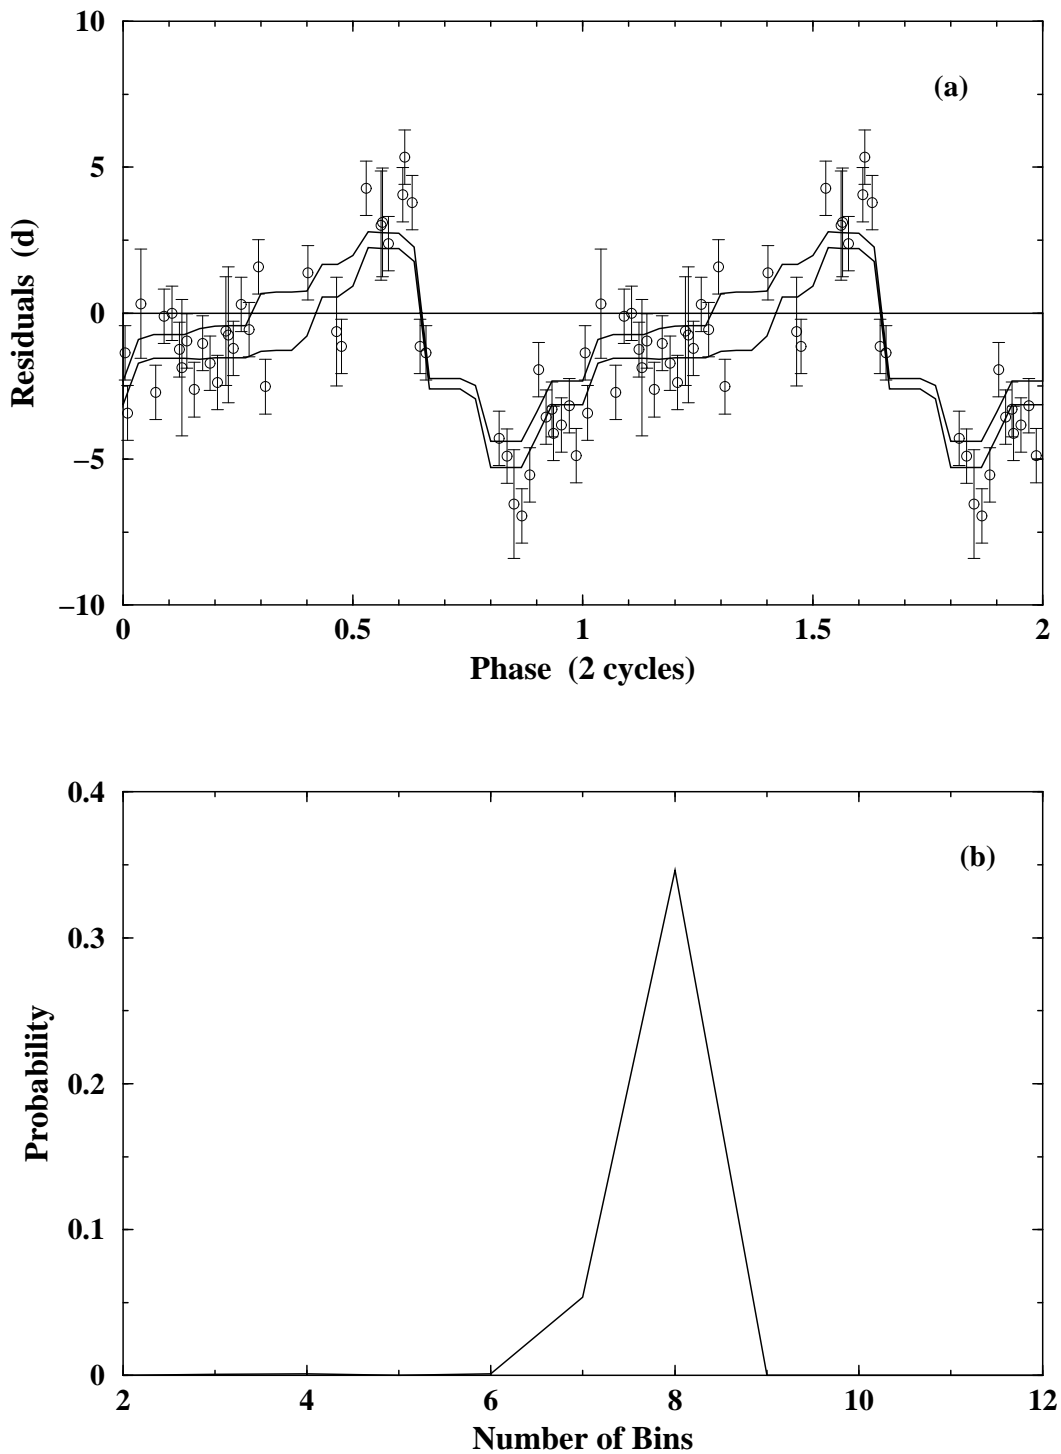 10
(a)
5
0
−5
−10
Residuals (d)
0 0.5 1 1.5 2
Phase (2 cycles)
0.4
(b)
0.3
0.2
0.1
0
Probability
2 4 6 8 10 12
Number of Bins